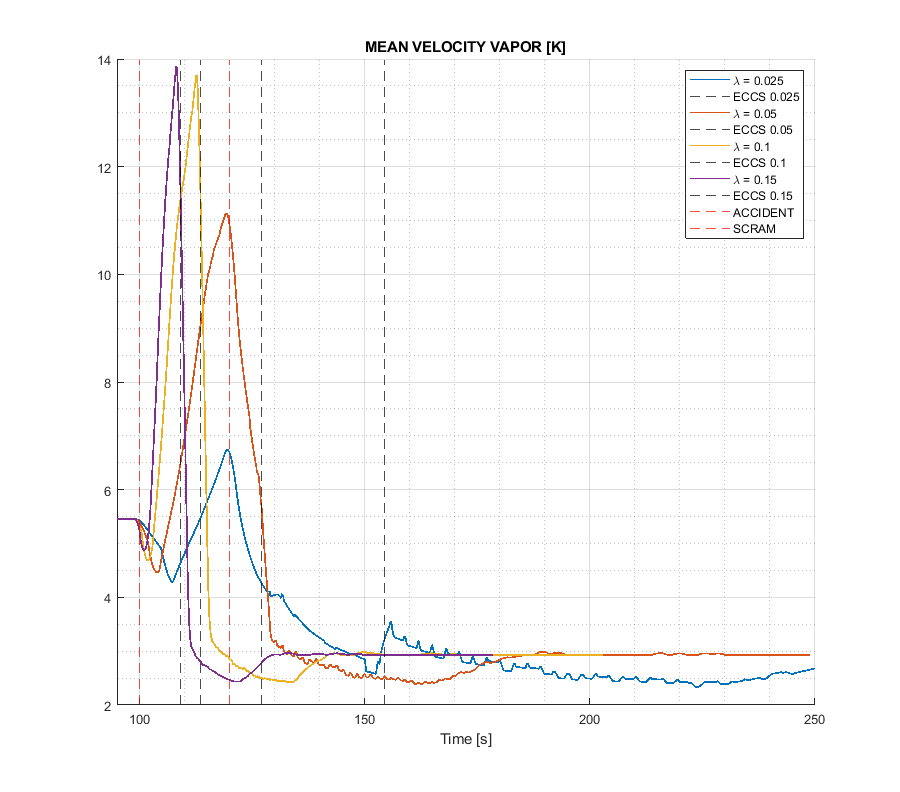 MEAN VELOCITY VAPOR [K]
14
12
10
8
6
4
2
100
150
200
250
Time [s]
λ = 0.025
ECCS 0.025
λ = 0.05
ECCS 0.05
λ = 0.1
ECCS 0.1
λ = 0.15
ECCS 0.15
ACCIDENT
SCRAM